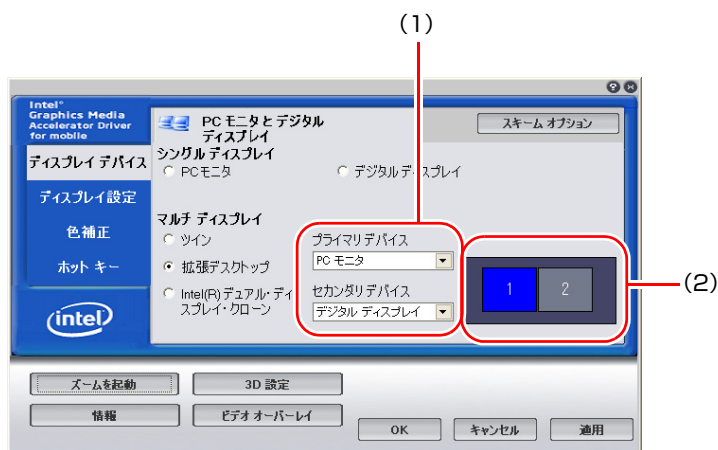 (1)
Intel®
Graphics Media
Accelerator Driver
for mobile
PC モニタとデジタル
ディスプレイ
スキーム オプション
ディスプレイ デバイス
シングル ディスプレイ
PC モニタ
デジタル ディスプレイ
ディスプレイ設定
色補正
マルチ ディスプレイ
ツイン
プライマリ デバイス
ホット キー
拡張デスクトップ
PC モニタ
Intel(R) デュアル・ディ
スプレイ・クローン
セカンダリ デバイス
デジタル ディスプレイ
1
2
(2)
intel
ズームを起動
3D 設定
情報
ビデオ オーバーレイ
OK
キャンセル
適用